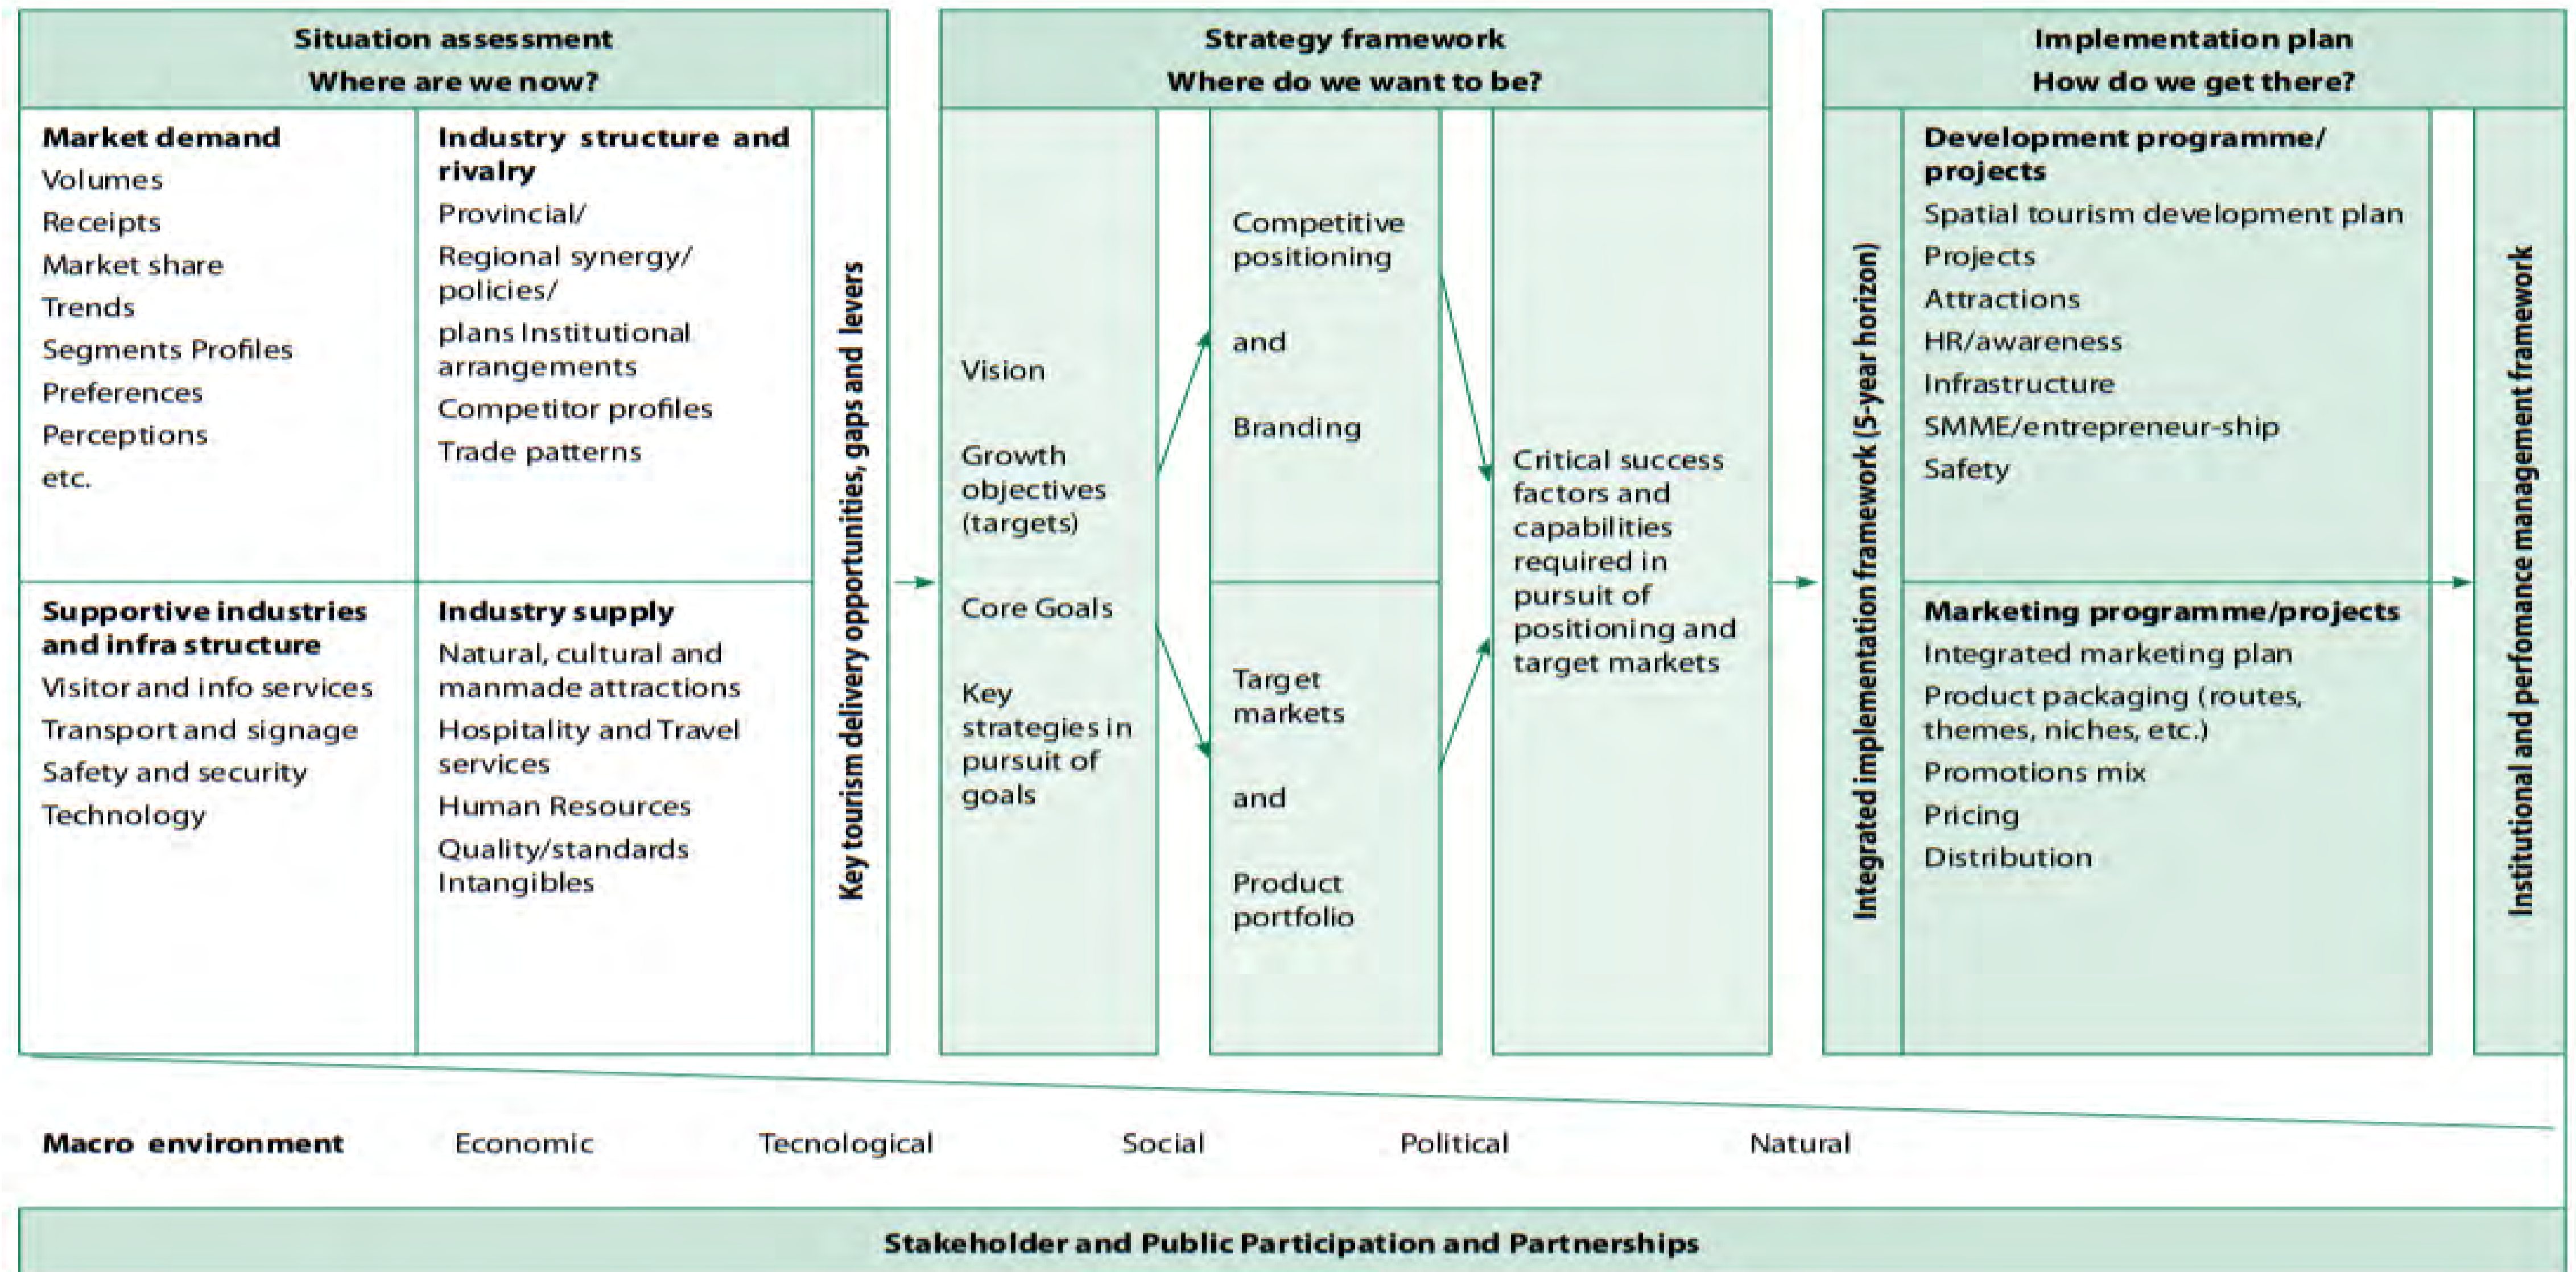 Situation assessment
Where are we now?
Market demand
Volumes
Receipts
Market share
Trends
Segments Profiles
Preferences
Perceptions
etc.
Industry structure and
rivalry
Provincial/
Regional synergy/
policies/
plans Institutional
arrangements
Competitor profiles
Trade patterns
Supportive industries
and infra structure
Visitor and info services
Transport and signage
Safety and security
Technology
Industry supply
Natural, cultural and
manmade attractions
Hospitality and Travel
services
Human Resources
Quality/standards
Intangibles
Key tourism delivery opportunities, gaps and levers
Strategy framework
Where do we want to be?
Vision
Growth
objectives
(targets)
Core Goals
Key
strategies in
pursuit of
goals
Competitive
positioning
and
Branding
Target
markets
and
Product
portfolio
Critical success
factors and
capabilities
required in
pursuit of
positioning and
target markets
Implementation plan
How do we get there?
Integrated implementation framework (5-year horizon)
Development programme/
projects
Spatial tourism development plan
Projects
Attractions
HR/awareness
Infrastructure
SMME/entrepreneur-ship
Safety
Marketing programme/projects
Integrated marketing plan
Product packaging (routes,
themes, niches, etc.)
Promotions mix
Pricing
Distribution
Institutional and perfomance management framework
Macro environment Economic Tecnological Social Political Natural
Stakeholder and Public Participation and Partnerships